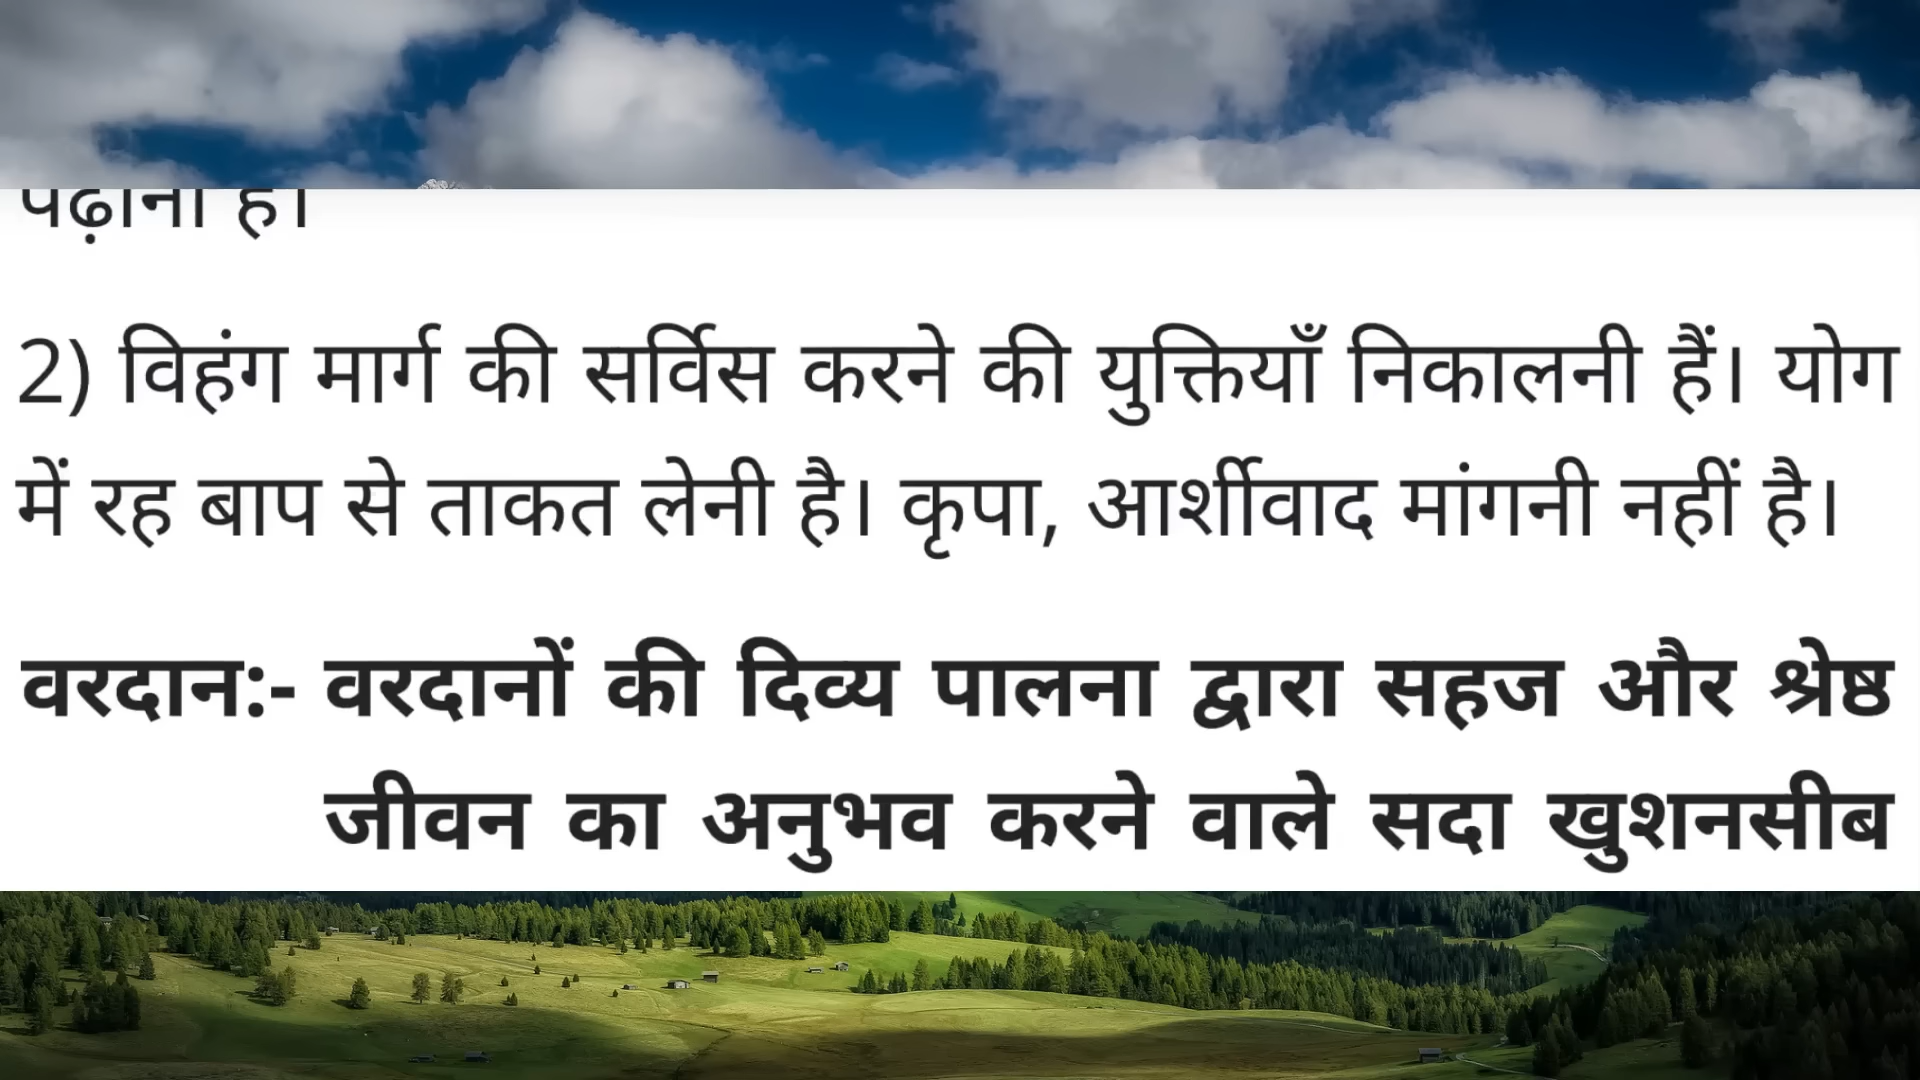 पढ़ाना है।
2) विहंग मार्ग की सर्विस करने की युक्तियाँ निकालनी हैं। योग
में रह बाप से ताकत लेनी है। कृपा, आर्शीवाद मांगनी नहीं है।
वरदान:- वरदानों की दिव्य पालना द्वारा सहज और श्रेष्ठ
जीवन का अनुभव करने वाले सदा खुशनसीब